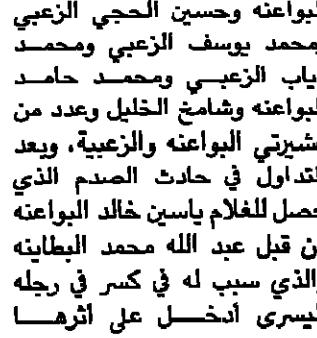 لبواعنه وحسين الحجي الزعبي
محمد يوسف الزعبي ومحمد
ياب الزعبي ومحمد حامد
لبواعنه وشامخ الخليل وعدد من
شيرتي البواعنه والزعبية، وبعد
لتداول في حادث الصدم الذي
حصل للغلام ياسين خالد البواعنه
ن قبل عبد الله محمد البطاينه
والذي سبب له في كسر في رجله
ليسرى أدخل على اثرها